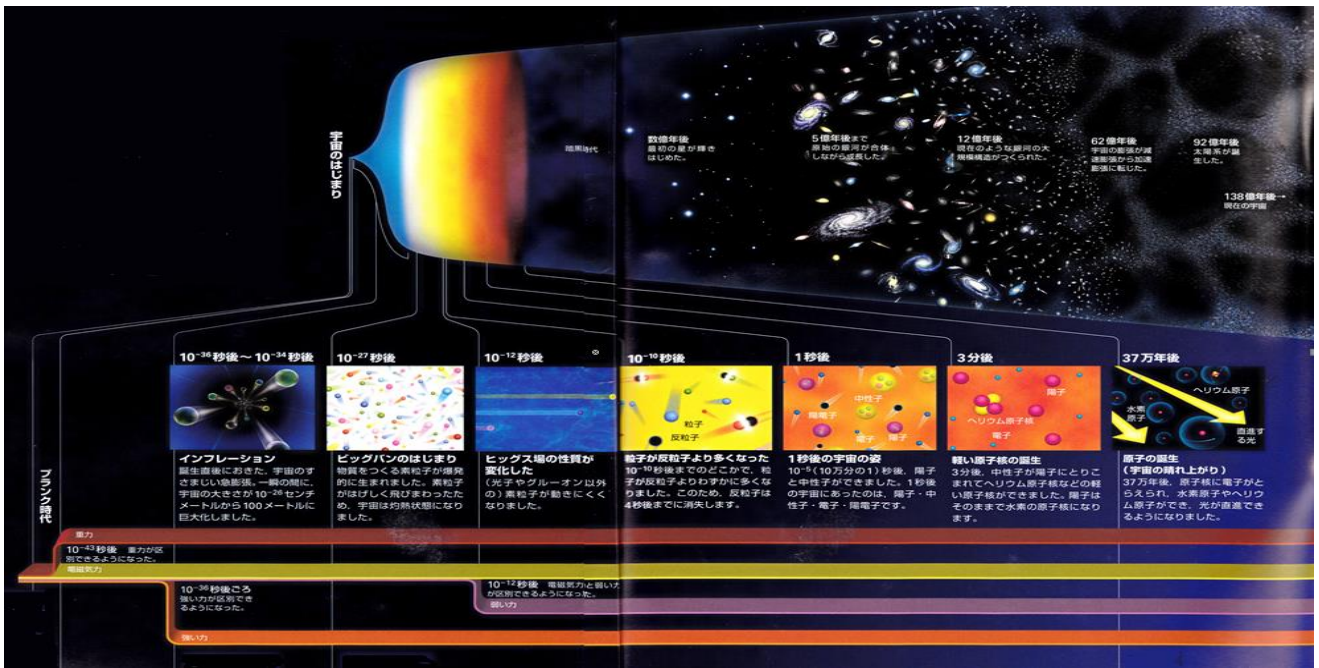 宇宙のはじまり
暗黒時代
数億年後
最初の星が輝き
はじめた。
5億年後まで
原始の銀河が合体
しながら成長した。
12億年後
現在のような銀河の大
規模構造がつくられた。
62億年後
宇宙の膨張が減
速膨張から加速
膨張に転じた。
92億年後
太陽系が誕
生した。
138億年後→
現在の宇宙
10⁻³⁶秒後〜10⁻³⁴秒後
インフレーション
誕生直後におきた、宇宙のす
さまじい急膨張。一瞬の間に、
宇宙の大きさが10⁻²⁶センチ
メートルから100メートルに
巨大化しました。
10⁻²⁷秒後
ビッグバンのはじまり
物質をつくる素粒子が爆発
的に生まれました。素粒子
がはげしく飛びまわったた
め、宇宙は灼熱状態になり
ました。
10⁻¹²秒後
ヒッグス場の性質が
変化した
(光子やグルーオン以外
の)素粒子が動きにくく
なりました。
10⁻¹⁰秒後
粒子
反粒子
粒子が反粒子より多くなった
10⁻¹⁰秒後までのどこかで、粒
子が反粒子よりわずかに多くな
りました。このため、反粒子は
4秒後までに消失します。
1秒後
中性子
陽電子
電子
陽子
1秒後の宇宙の姿
10⁻⁵(10万分の1)秒後、陽子
と中性子ができました。1秒後
の宇宙にあったのは、陽子・中
性子・電子・陽電子です。
3分後
陽子
ヘリウム原子核
電子
軽い原子核の誕生
3分後、中性子が陽子にとりこ
まれてヘリウム原子核などの軽
い原子核ができました。陽子は
そのままで水素の原子核になり
ます。
37万年後
ヘリウム原子
水素
原子
直進す
る光
原子の誕生
(宇宙の晴れ上がり)
37万年後、原子核に電子がと
らえられ、水素原子やヘリウ
ム原子ができ、光が直進でき
るようになりました。
プランク時代
重力
10⁻⁴³秒後 重力が区
別できるようになった。
電磁気力
10⁻³⁶秒後ごろ
強い力が区別でき
るようになった。
10⁻¹²秒後 電磁気力と弱い力
が区別できるようになった。
弱い力
強い力